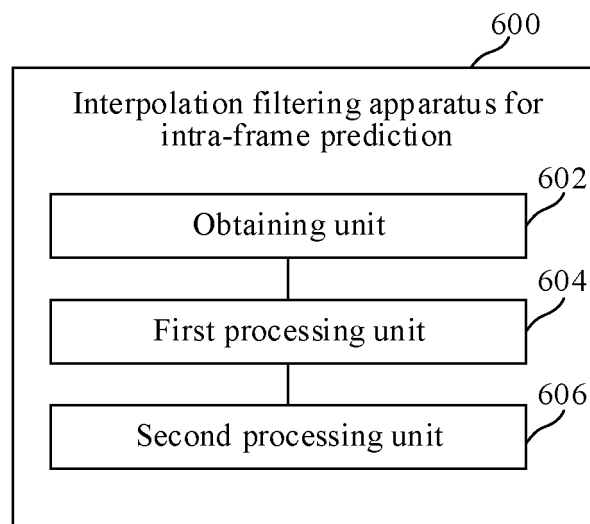 600
Interpolation filtering apparatus for
intra-frame prediction
602
Obtaining unit
604
First processing unit
606
Second processing unit